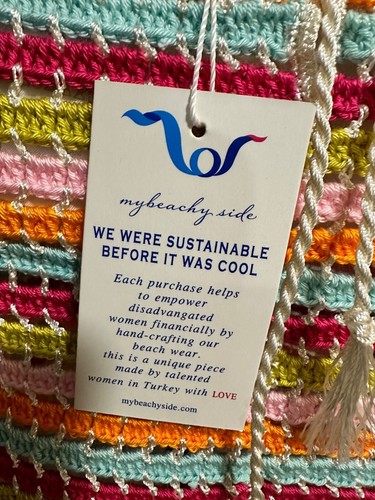 mybeachy side
WE WERE SUSTAINABLE
BEFORE IT WAS COOL
Each purchase helps
to empower
disadvangated
women financially by
hand-crafting our
beach wear.
this is a unique piece
made by talented
women in Turkey with LOVE
mybeachyside.com